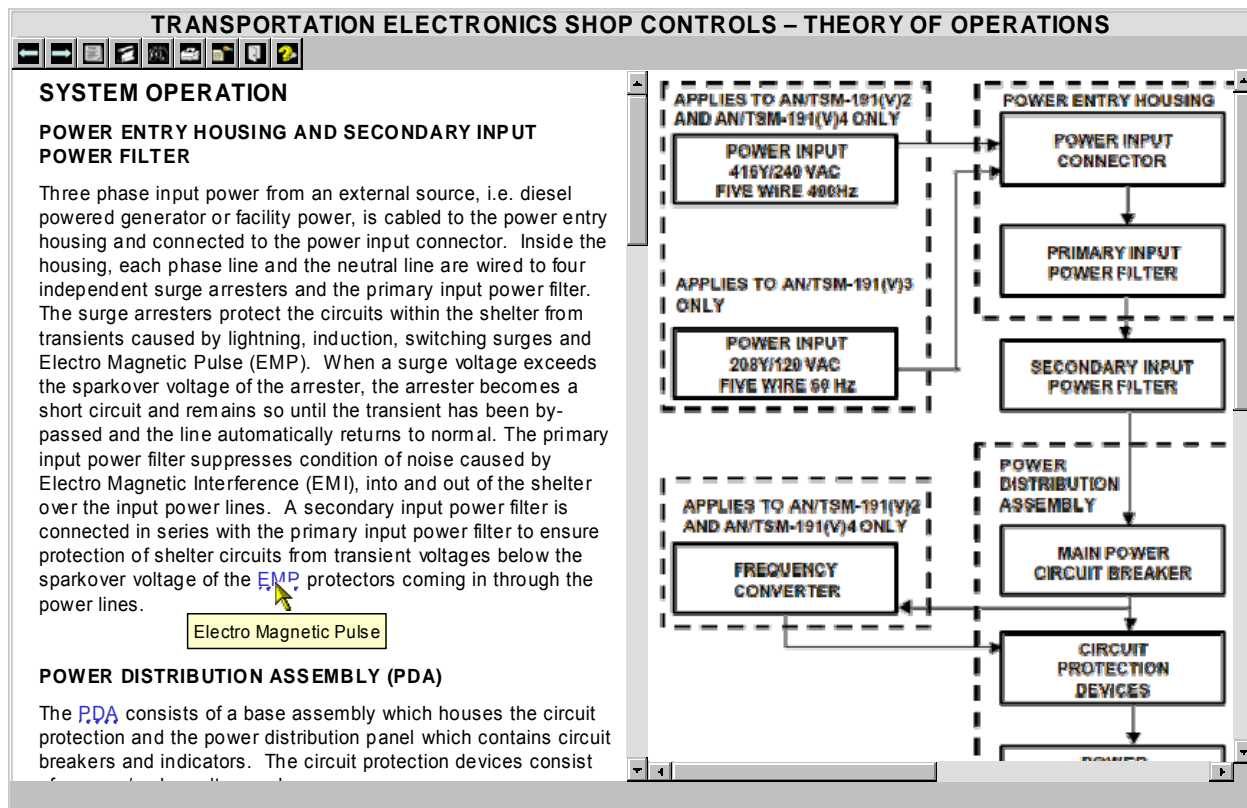 TRANSPORTATION ELECTRONICS SHOP CONTROLS – THEORY OF OPERATIONS
SYSTEM OPERATION
POWER ENTRY HOUSING AND SECONDARY INPUT
POWER FILTER
Three phase input power from an external source, i.e. diesel
powered generator or facility power, is cabled to the power entry
housing and connected to the power input connector. Inside the
housing, each phase line and the neutral line are wired to four
independent surge arresters and the primary input power filter.
The surge arresters protect the circuits within the shelter from
transients caused by lightning, induction, switching surges and
Electro Magnetic Pulse (EMP). When a surge voltage exceeds
the sparkover voltage of the arrester, the arrester becomes a
short circuit and remains so until the transient has been by-
passed and the line automatically returns to normal. The primary
input power filter suppresses condition of noise caused by
Electro Magnetic Interference (EMI), into and out of the shelter
over the input power lines. A secondary input power filter is
connected in series with the primary input power filter to ensure
protection of shelter circuits from transient voltages below the
sparkover voltage of the EMP protectors coming in through the
power lines.
Electro Magnetic Pulse
POWER DISTRIBUTION ASSEMBLY (PDA)
The PDA consists of a base assembly which houses the circuit
protection and the power distribution panel which contains circuit
breakers and indicators. The circuit protection devices consist
APPLIES TO AN/TSM-191(V)2
AND AN/TSM-191(V)4 ONLY
POWER INPUT
416Y/240 VAC
FIVE WIRE 400Hz
APPLIES TO AN/TSM-191(V)3
ONLY
POWER INPUT
208Y/120 VAC
FIVE WIRE 60 Hz
APPLIES TO AN/TSM-191(V)2
AND AN/TSM-191(V)4 ONLY
FREQUENCY
CONVERTER
POWER ENTRY HOUSING
POWER INPUT
CONNECTOR
PRIMARY INPUT
POWER FILTER
SECONDARY INPUT
POWER FILTER
POWER
DISTRIBUTION
ASSEMBLY
MAIN POWER
CIRCUIT BREAKER
CIRCUIT
PROTECTION
DEVICES
POWER